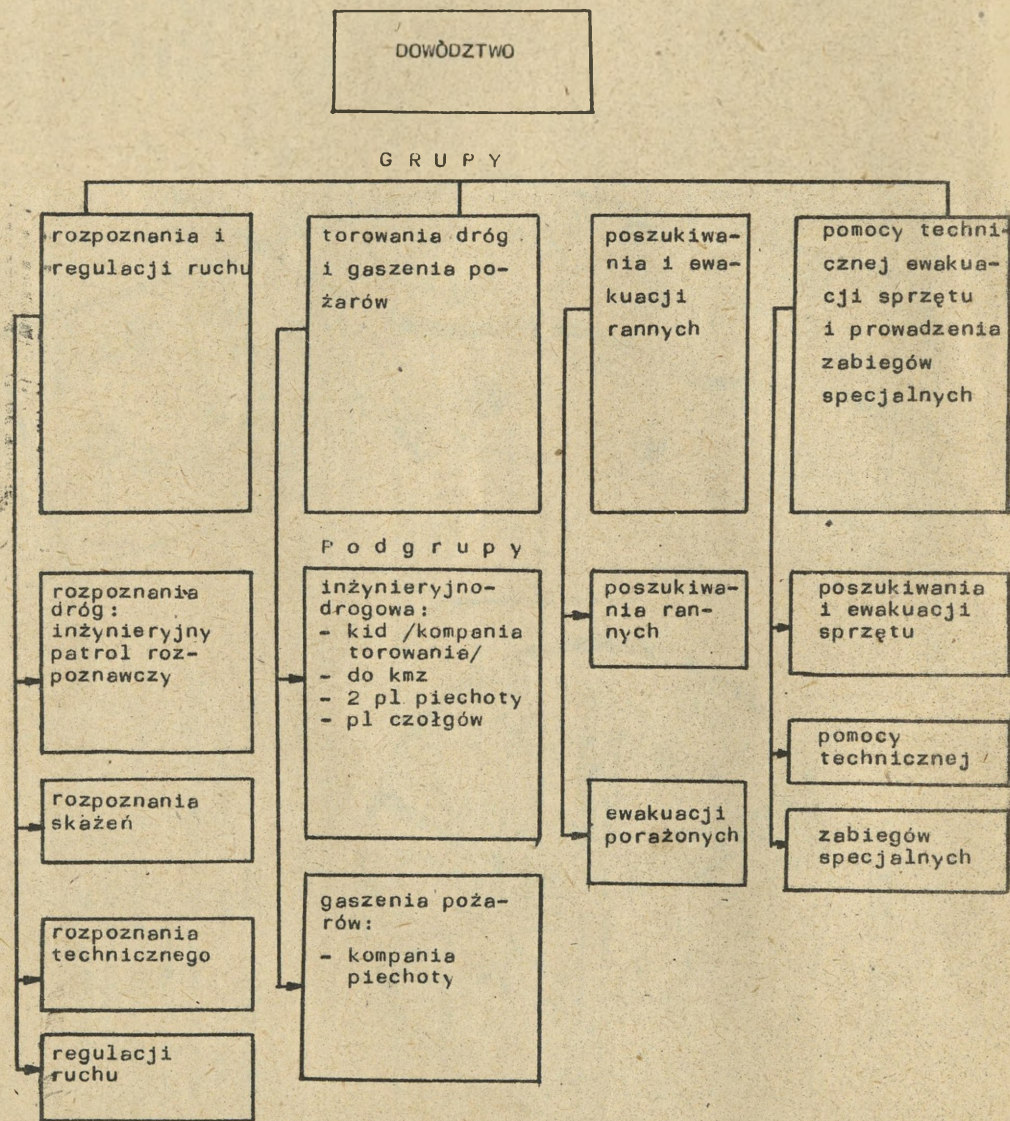 DOWÓDZTWO
GRUPY
rozpoznania i
regulacji ruchu
torowania dróg
i gaszenia po-
żarów
poszukiwa-
nia i ewa-
kuacji
rannych
pomocy techni-
cznej ewakua-
cji sprzętu
i prowadzenia
zabiegów
specjalnych
Podgrupy
rozpoznania
dróg:
inżynieryjny
patrol roz-
poznawczy
rozpoznania
skażeń
rozpoznania
technicznego
regulacji
ruchu
inżynieryjno-
drogowa:
- kid /kompania
torowania/
- do kmz
- 2 pl piechoty
- pl czołgów
gaszenia poża-
rów:
- kompania
piechoty
poszukiwa-
nia ran-
nych
ewakuacji
porażonych
poszukiwania
i ewakuacji
sprzętu
pomocy
technicznej
zabiegów
specjalnych